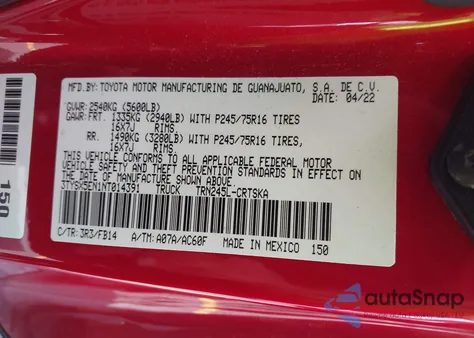 MFD.BY:TOYOTA MOTOR MANUFACTURING DE GUANAJUATO, S.A. DE C.V.
DATE: 04/22
GVWR:2540KG (5600LB)
GAWR:FRT. 1335KG (2940LB) WITH P245/75R16 TIRES
16X7J RIMS,
RR. 1490KG (3280LB) WITH P245/75R16 TIRES,
16X7J RIMS.
THIS VEHICLE CONFORMS TO ALL APPLICABLE FEDERAL MOTOR
VEHICLE SAFETY AND THEFT PREVENTION STANDARDS IN EFFECT ON
THE DATE OF MANUFACTURE SHOWN ABOVE.
3TYSX5EN1NT014391 TRUCK TRN245L-CRTSKA
C/TR:3R3/FB14 A/TM:A07A/AC60F MADE IN MEXICO 150
150
autoSnap